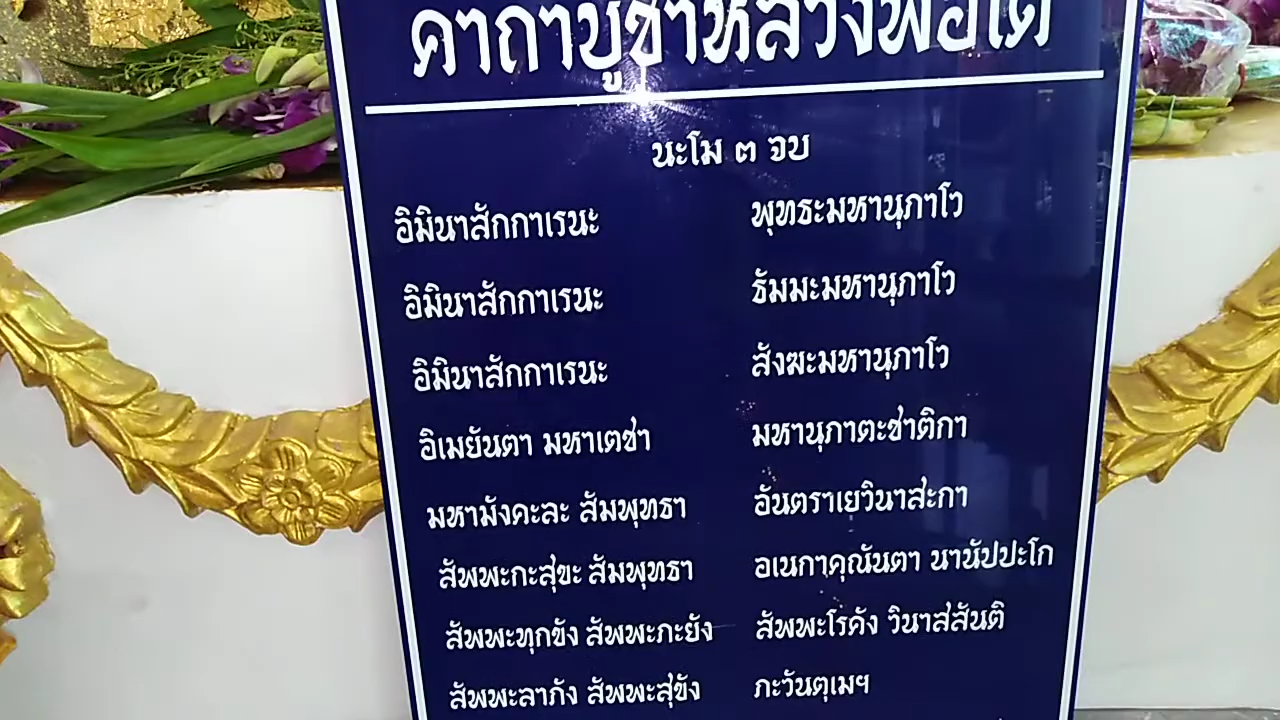 คาถาบูชาหลวงพ่อโต
นะโม ๓ จบ
อิมินาสักกาเรนะ พุทธะมหานุภาโว
อิมินาสักกาเรนะ ธัมมะมหานุภาโว
อิมินาสักกาเรนะ สังฆะมหานุภาโว
อิเมยันตา มหาเตชา มหานุภาตะชาติกา
มหามังคะละ สัมพุทธา อันตราเยวินาสะกา
สัพพะกะสุขะ สัมพุทธา อเนกาคุณันตา นานัปปะโก
สัพพะทุกขัง สัพพะภะยัง สัพพะโรคัง วินาสสันติ
สัพพะลาภัง สัพพะสุขัง ภะวันตุเมฯ